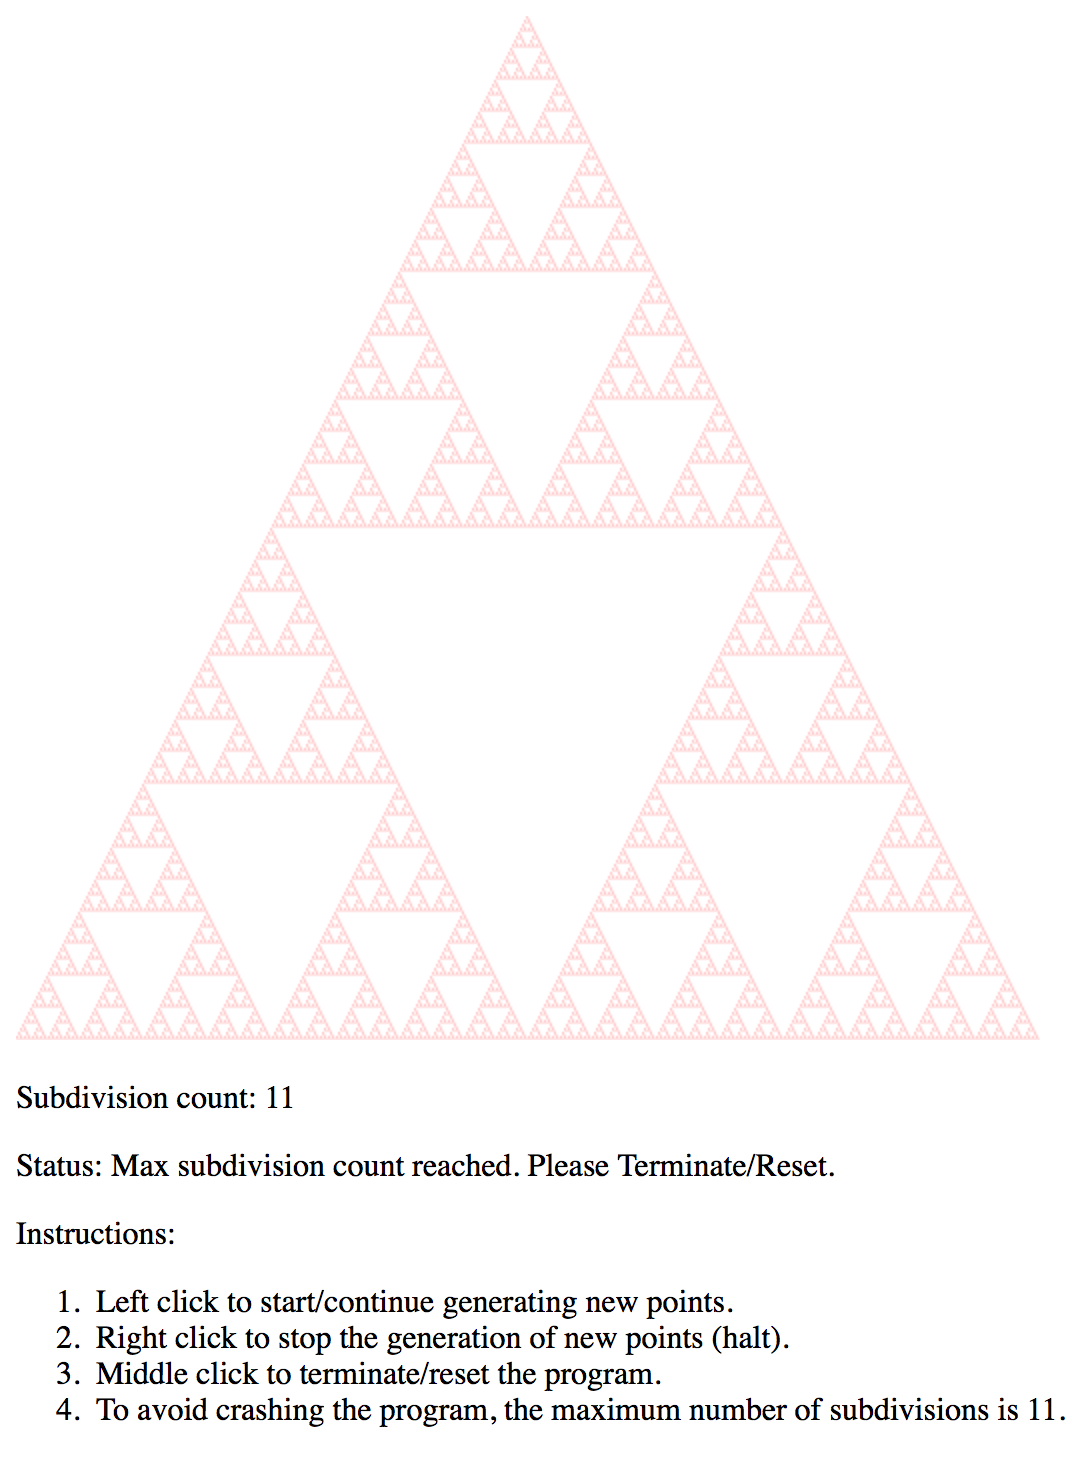 Subdivision count: 11
Status: Max subdivision count reached. Please Terminate/Reset.
Instructions:
1. Left click to start/continue generating new points.
2. Right click to stop the generation of new points (halt).
3. Middle click to terminate/reset the program.
4. To avoid crashing the program, the maximum number of subdivisions is 11.